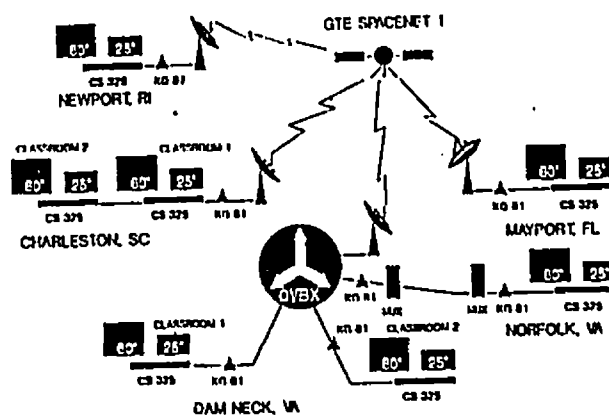 GTE SPACENET 1
60" 25"
CS 325 KG 81
NEWPORT, RI
CLASSROOM 2 CLASSROOM 1
60" 25" 60" 25"
CS 325 CS 325 KG 81
CHARLESTON, SC
60" 25"
KG 81 CS 325
MAYPORT, FL
QVBX
KG 81 MUX
MUX KG 81 CS 325
60" 25"
NORFOLK, VA
CLASSROOM 1
60" 25"
CS 325 KG 81
KG 81 CLASSROOM 2
60" 25"
CS 325
DAM NECK, VA